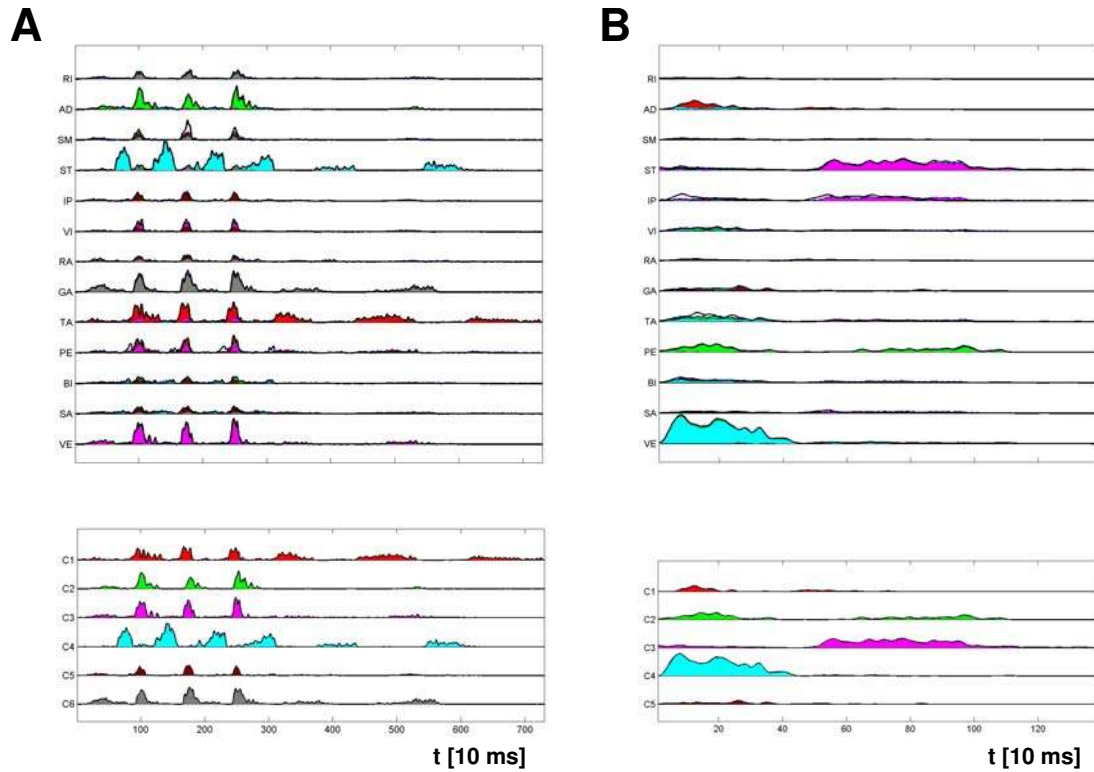 A
B
RI
AD
SM
ST
IP
VI
RA
GA
TA
PE
BI
SA
VE
RI
AD
SM
ST
IP
VI
RA
GA
TA
PE
BI
SA
VE
C1
C2
C3
C4
C5
C6
100 200 300 400 500 600 700
t [10 ms]
C1
C2
C3
C4
C5
20 40 60 80 100 120
t [10 ms]